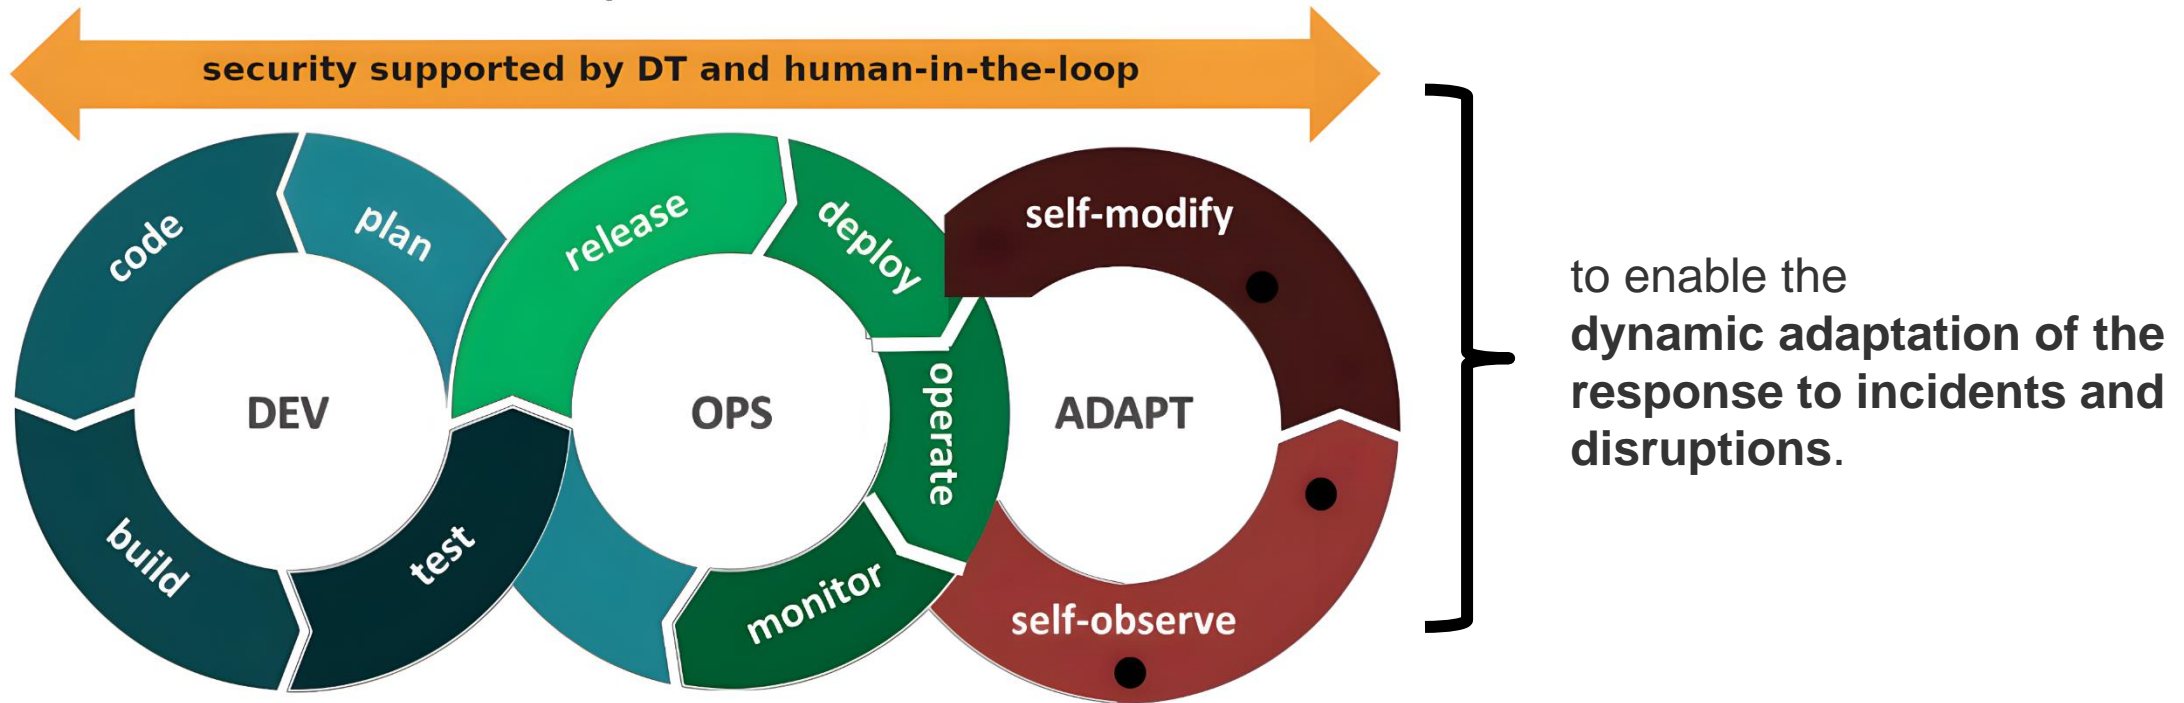 security supported by DT and human-in-the-loop
code
plan
release
deploy
self-modify
DEV
OPS
operate
ADAPT
build
test
monitor
self-observe
to enable the
dynamic adaptation of the
response to incidents and
disruptions.